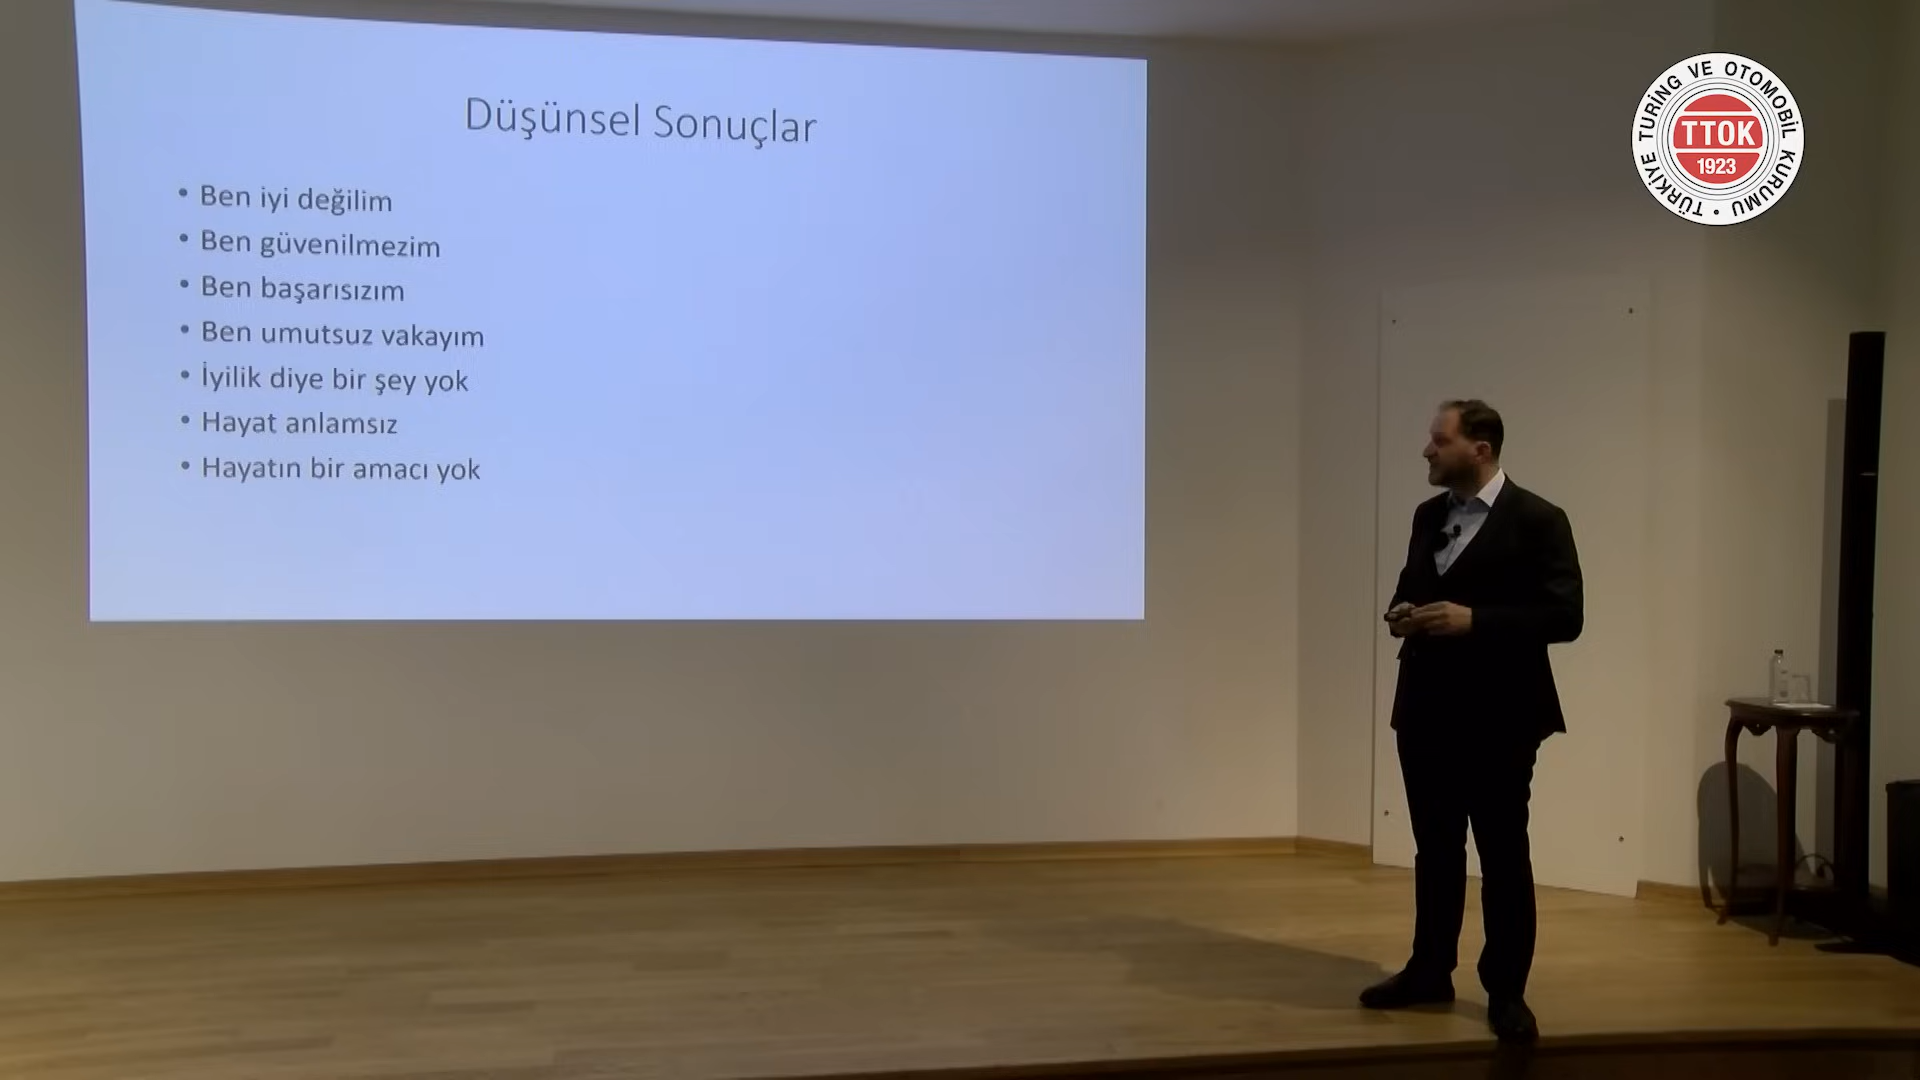 Düşünsel Sonuçlar
• Ben iyi değilim
• Ben güvenilmezim
• Ben başarısızım
• Ben umutsuz vakayım
• İyilik diye bir şey yok
• Hayat anlamsız
• Hayatın bir amacı yok
TÜRKİYE TURİNG VE OTOMOBİL KURUMU •
TTOK
1923